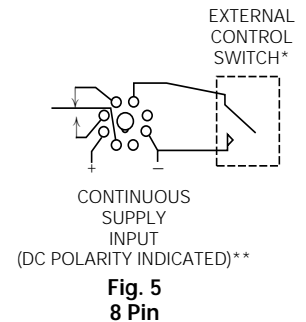 EXTERNAL
CONTROL
SWITCH*
+ −
CONTINUOUS
SUPPLY
INPUT
(DC POLARITY INDICATED)**
Fig. 5
8 Pin